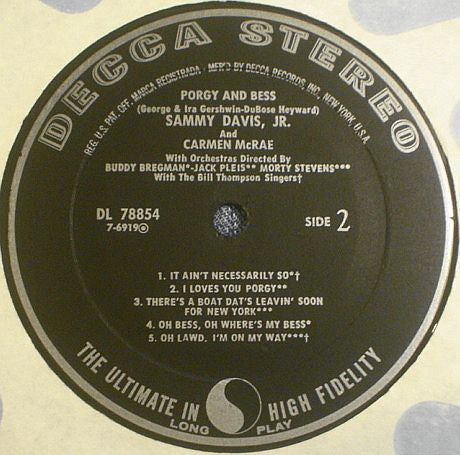 DECCA STEREO
REG. U.S. PAT. OFF. MARCA REGISTRADA · MF'R'D BY DECCA RECORDS, INC., NEW YORK, U.S.A.
PORGY AND BESS
(George & Ira Gershwin-DuBose Heyward)
SAMMY DAVIS, JR.
And
CARMEN McRAE
With Orchestras Directed By
BUDDY BREGMAN*-JACK PLEIS** MORTY STEVENS***
With The Bill Thompson Singers†
DL 78854
7-6919
SIDE 2
1. IT AIN'T NECESSARILY SO*†
2. I LOVES YOU PORGY**
3. THERE'S A BOAT DAT'S LEAVIN' SOON
FOR NEW YORK***
4. OH BESS, OH WHERE'S MY BESS*
5. OH LAWD, I'M ON MY WAY***†
THE ULTIMATE IN HIGH FIDELITY
LONG PLAY